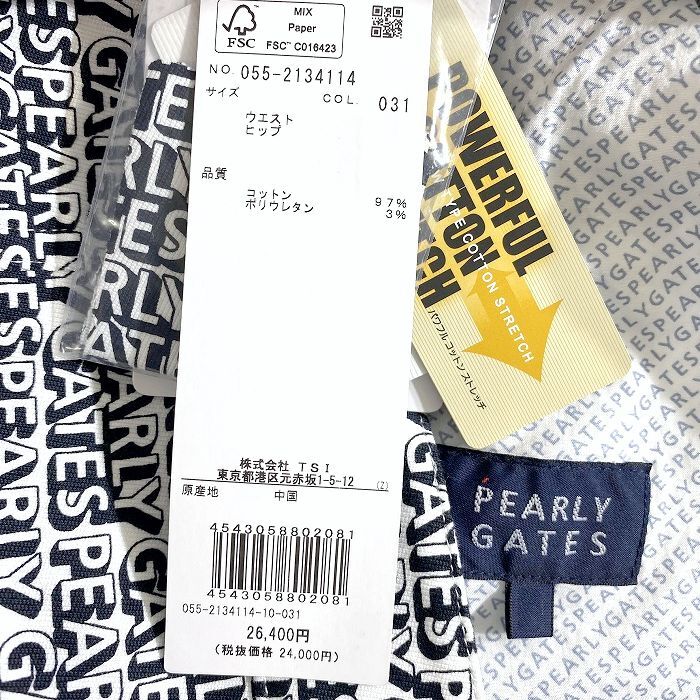 MIX
Paper
FSC
FSC™ C016423
NO. 055-2134114
サイズ
COL. 031
ウエスト
ヒップ
品質
コットン 97%
ポリウレタン 3%
株式会社 TSI
東京都港区元赤坂1-5-12 (Z)
原産地 中国
4543058802081
4543058802081
055-2134114-10-031
26,400円
(税抜価格 24,000円)
POWERFUL
TYPE COTTON STRETCH
パワフル コットン ストレッチ
PEARLY
GATES